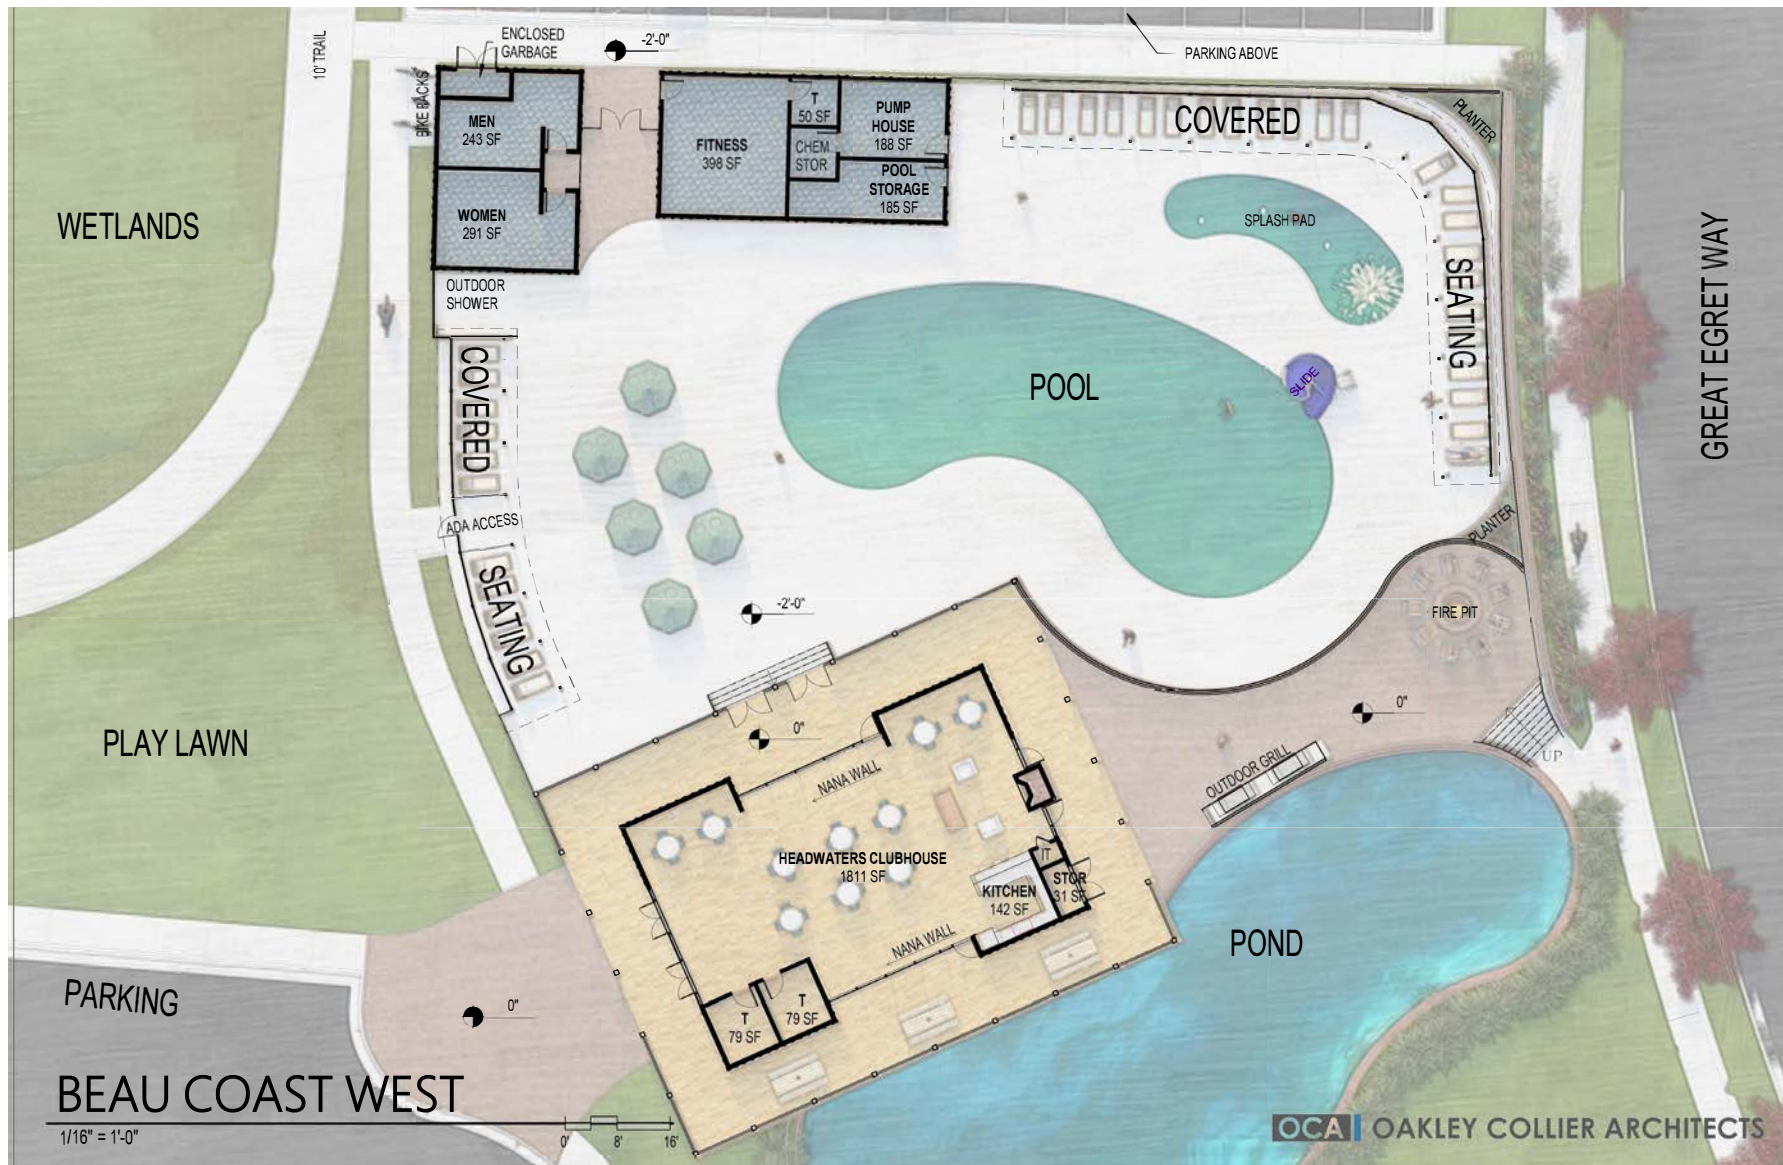 10' TRAIL
ENCLOSED
GARBAGE
-2'-0"
PARKING ABOVE
BIKE RACKS
MEN
243 SF
FITNESS
398 SF
T
50 SF
CHEM
STOR
PUMP
HOUSE
188 SF
POOL
STORAGE
185 SF
COVERED
PLANTER
WETLANDS
WOMEN
291 SF
SPLASH PAD
OUTDOOR
SHOWER
SEATING
GREAT EGRET WAY
COVERED
POOL
SLIDE
ADA ACCESS
PLANTER
SEATING
-2'-0"
FIRE PIT
PLAY LAWN
0"
0"
NANA WALL
OUTDOOR GRILL
UP
HEADWATERS CLUBHOUSE
1811 SF
IT
STOR
31 SF
KITCHEN
142 SF
NANA WALL
POND
PARKING
0"
T
79 SF
T
79 SF
BEAU COAST WEST
1/16" = 1'-0"
0'
8'
16'
OCA OAKLEY COLLIER ARCHITECTS